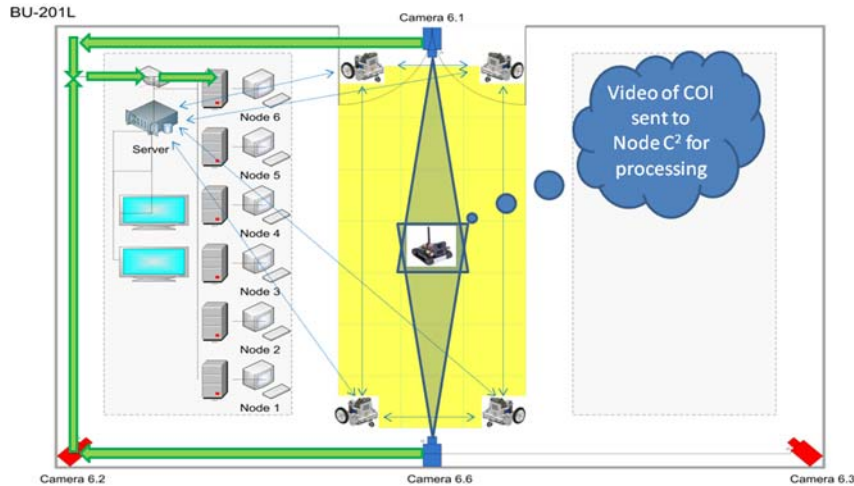 BU-201L
Camera 6.1
Video of COI
sent to
Node C² for
processing
Node 6
Server
Node 5
Node 4
Node 3
Node 2
Node 1
Camera 6.2
Camera 6.6
Camera 6.3